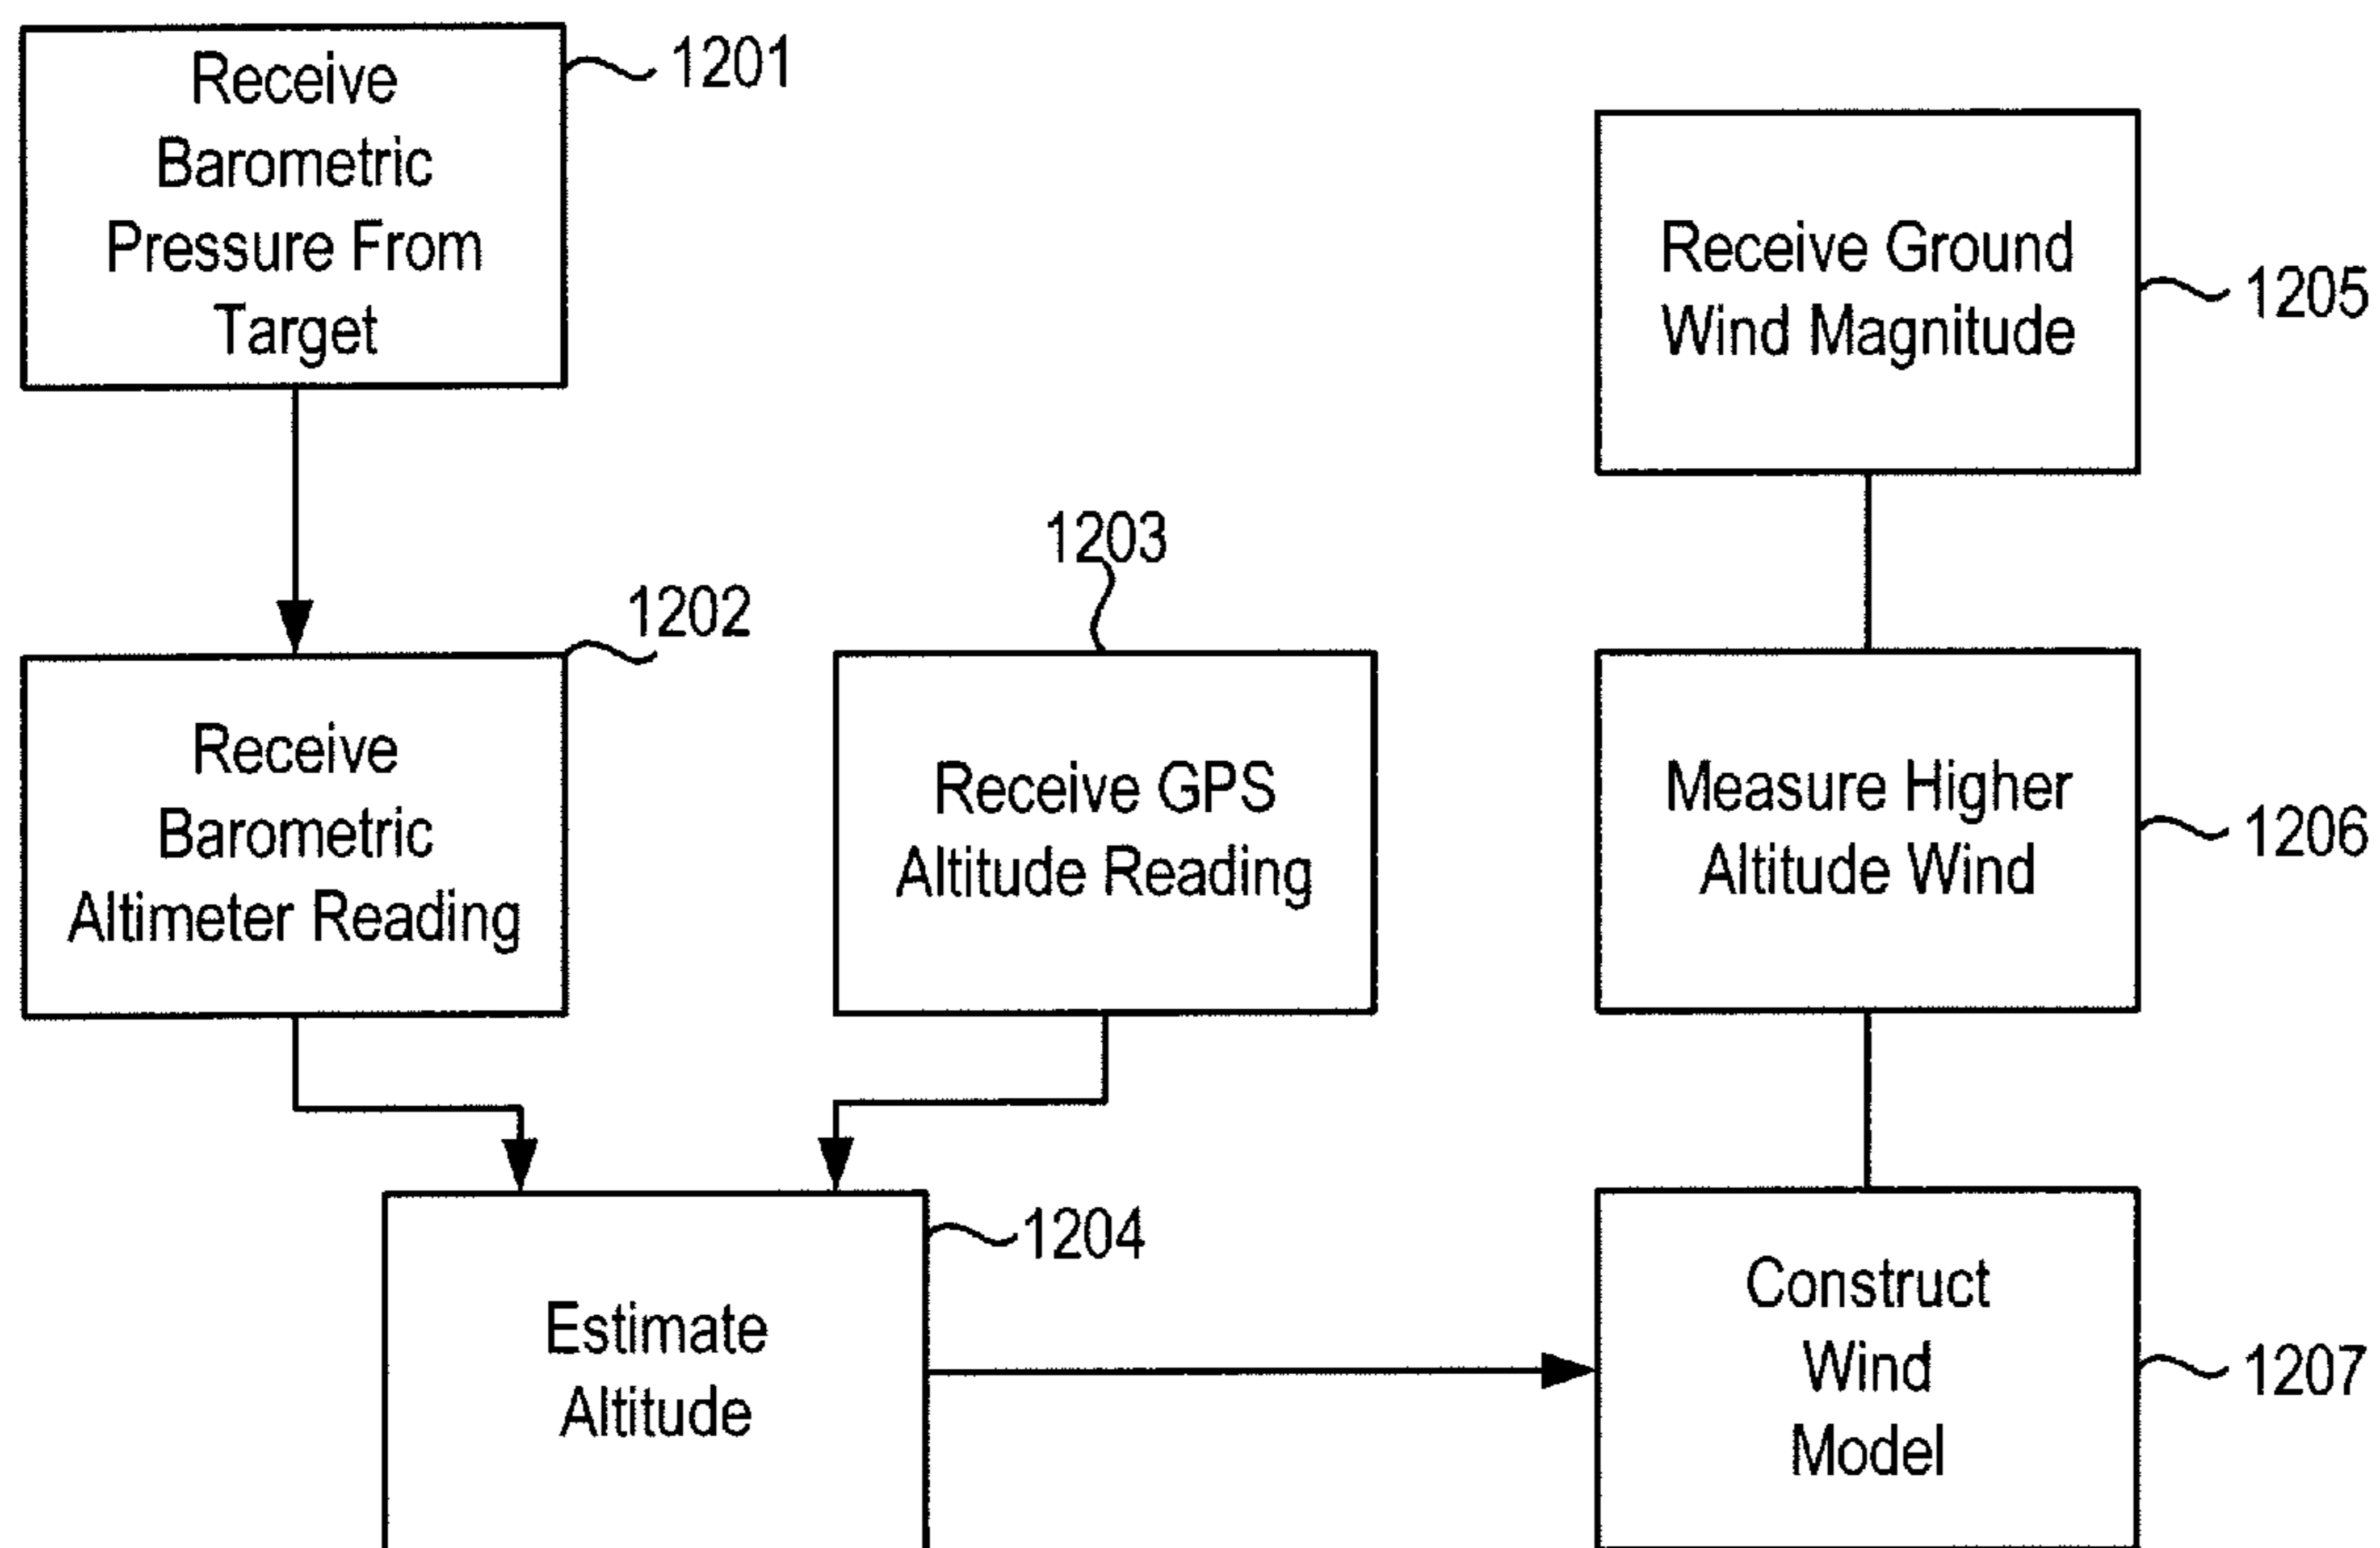 Receive
Barometric
Pressure From
Target
1201
Receive Ground
Wind Magnitude
1205
1202
Receive
Barometric
Altimeter Reading
1203
Receive GPS
Altitude Reading
Measure Higher
Altitude Wind
1206
1204
Estimate
Altitude
Construct
Wind
Model
1207